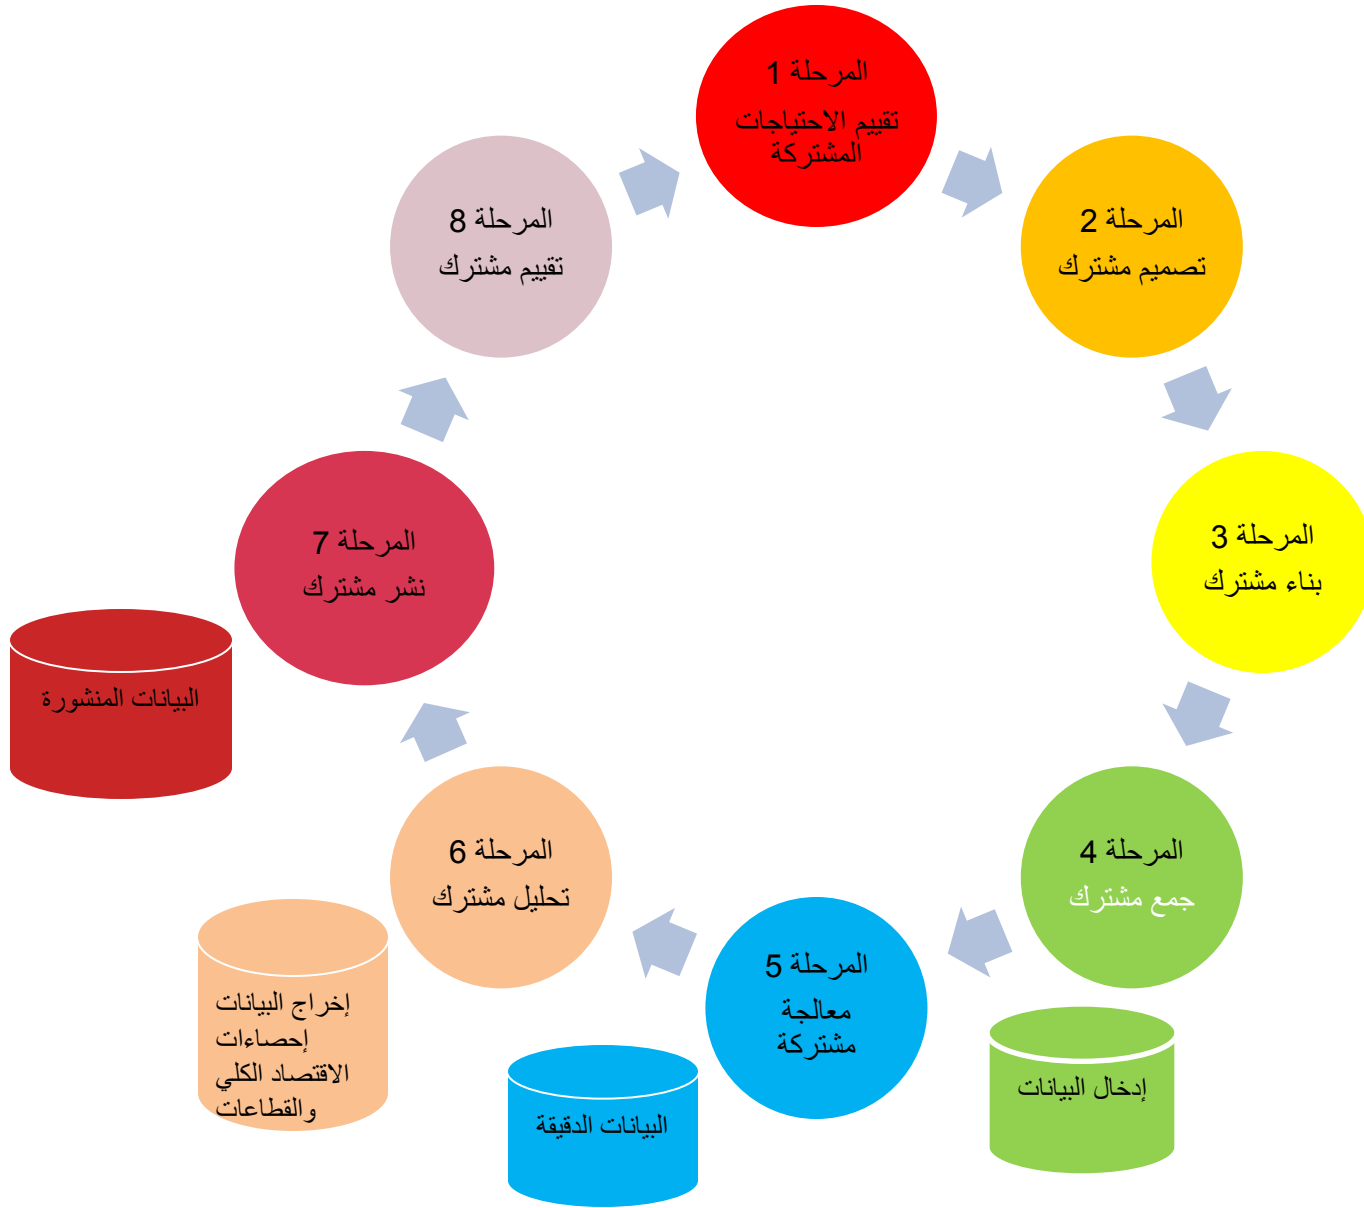 المرحلة 1
تقييم الاحتياجات
المشتركة
المرحلة 2
تصميم مشترك
المرحلة 3
بناء مشترك
المرحلة 4
جمع مشترك
إدخال البيانات
المرحلة 5
معالجة
مشتركة
البيانات الدقيقة
المرحلة 6
تحليل مشترك
إخراج البيانات
إحصاءات
الاقتصاد الكلي
والقطاعات
المرحلة 7
نشر مشترك
البيانات المنشورة
المرحلة 8
تقييم مشترك